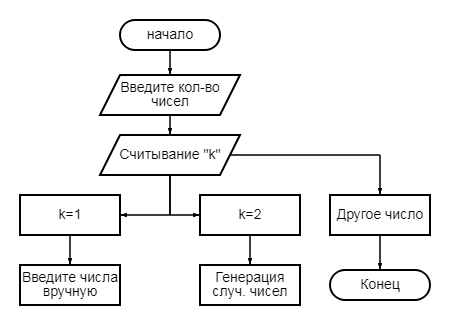 начало
Введите кол-во
чисел
Считывание "k"
k=1
k=2
Другое число
Введите числа
вручную
Генерация
случ. чисел
Конец